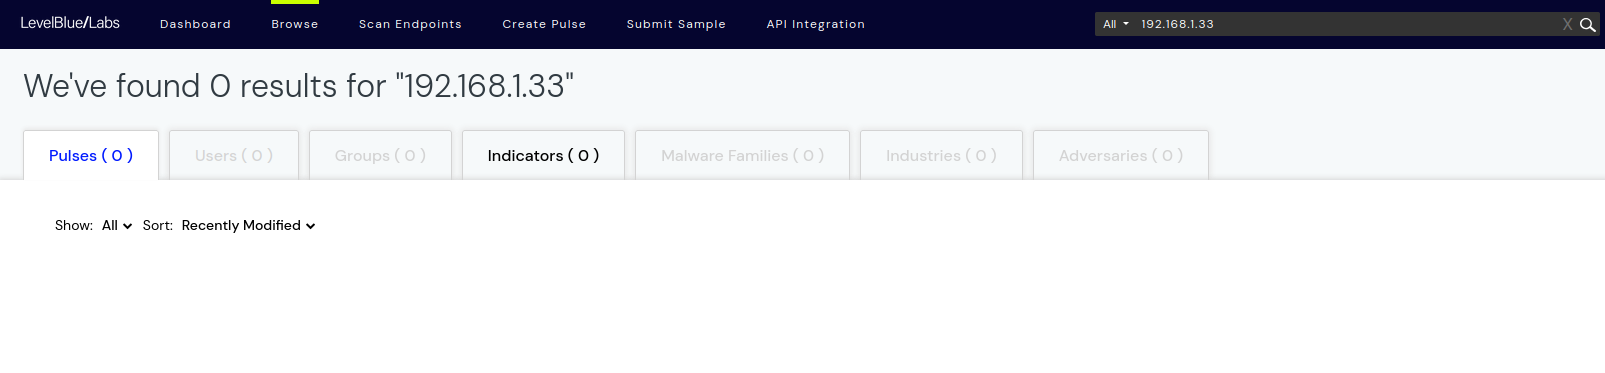 LevelBlue/Labs Dashboard Browse Scan Endpoints Create Pulse Submit Sample API Integration All 192.168.1.33 X
We've found 0 results for "192.168.1.33"
Pulses ( 0 ) Users ( 0 ) Groups ( 0 ) Indicators ( 0 ) Malware Families ( 0 ) Industries ( 0 ) Adversaries ( 0 )
Show: All Sort: Recently Modified